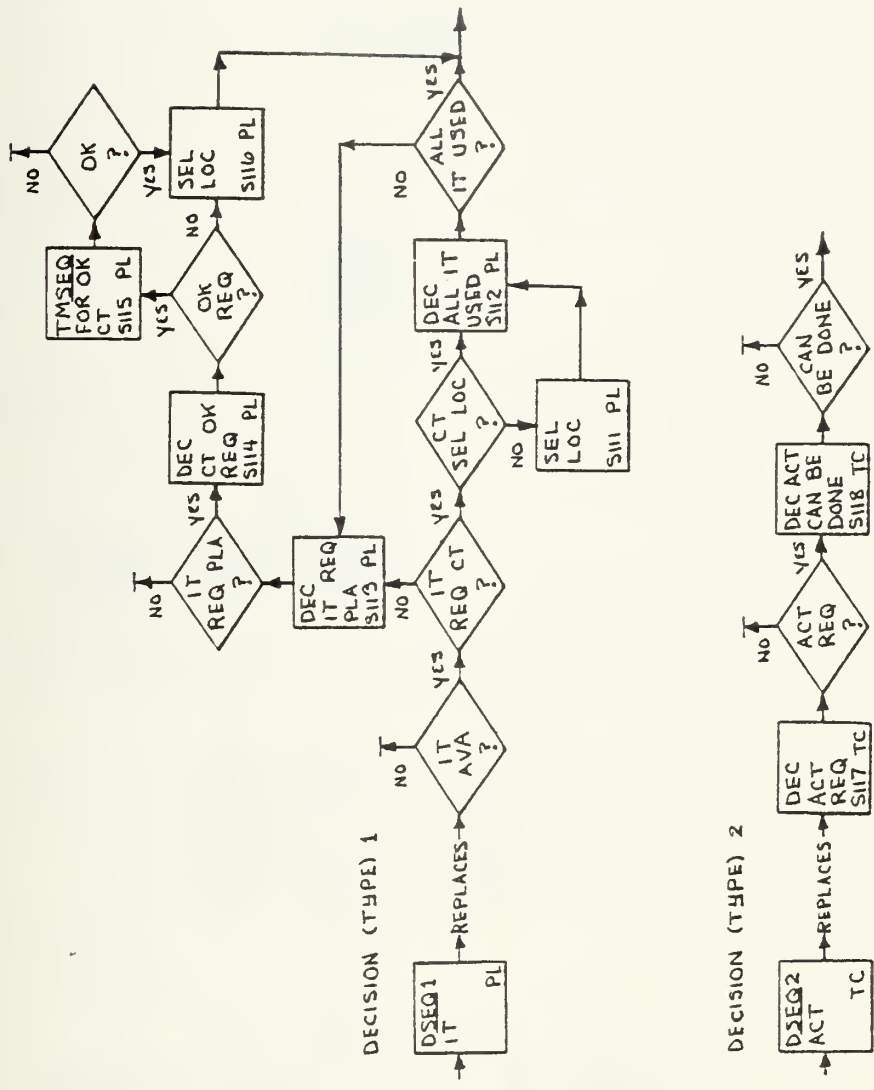 DECISION (TYPE) 1
DSEQ1
IT
PL
REPLACES
IT
AVA
?
NO
YES
IT
REQ CT
?
NO
YES
CT
SEL LOC
?
NO
YES
SEL
LOC
S111 PL
DEC
ALL IT
USED
S112 PL
ALL
IT USED
?
NO
YES
DEC
IT REQ
PLA
S113 PL
IT
REQ PLA
?
NO
YES
DEC
CT OK
REQ
S114 PL
OK
REQ
?
YES
NO
TMSEQ
FOR OK
CT
S115 PL
OK
?
NO
YES
SEL
LOC
S116 PL
DECISION (TYPE) 2
DSEQ2
ACT
TC
REPLACES
DEC
ACT
REQ
S117 TC
ACT
REQ
?
NO
YES
DEC ACT
CAN BE
DONE
S118 TC
CAN
BE DONE
?
NO
YES